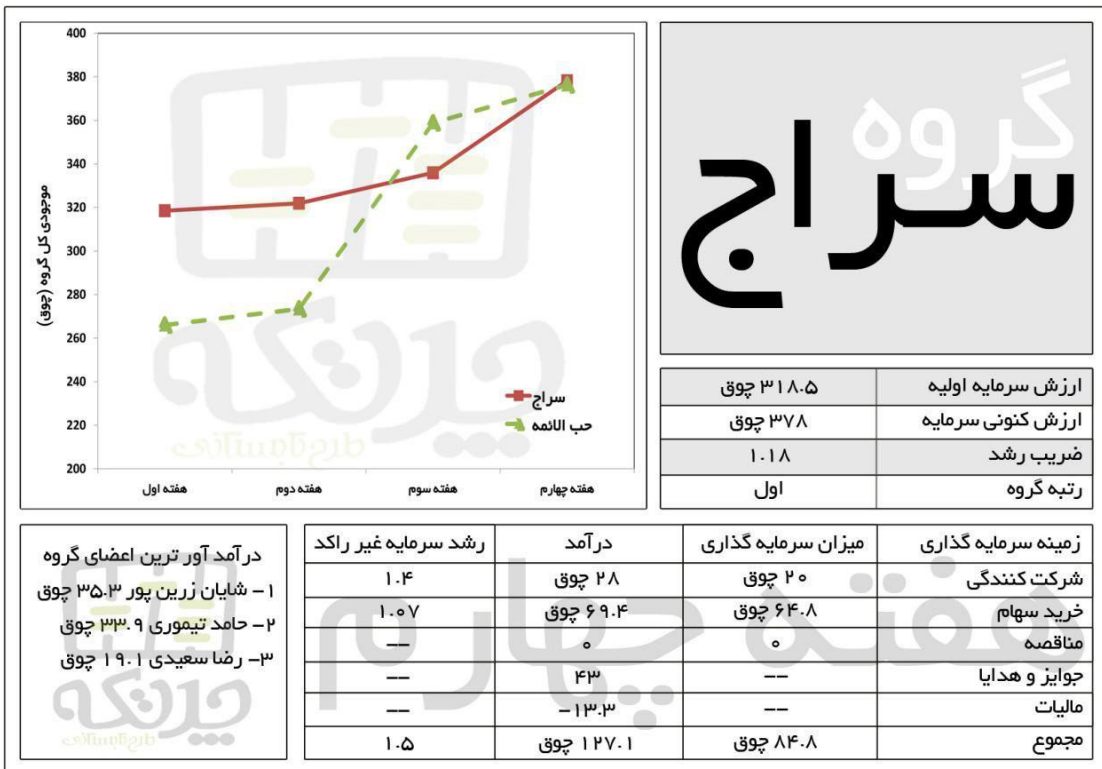 گروه
سراج
ارزش سرمایه اولیه ۳۱۸.۵ چوق
ارزش کنونی سرمایه ۳۷۸ چوق
ضریب رشد ۱.۱۸
رتبه گروه اول
موجودی کل گروه (چوق)
400
380
360
340
320
300
280
260
240
220
200
هفته اول هفته دوم هفته سوم هفته چهارم
سراج
حب الائمه
چرتکه
طرح تابستانی
زمینه سرمایه گذاری میزان سرمایه گذاری درآمد رشد سرمایه غیر راکد
شرکت کنندگی ۲۰ چوق ۲۸ چوق ۱.۴
خرید سهام ۶۴.۸ چوق ۶۹.۴ چوق ۱.۰۷
مناقصه ۰ ۰ --
جوایز و هدایا -- ۴۳ --
مالیات -- -۱۳.۳ --
مجموع ۸۴.۸ چوق ۱۲۷.۱ چوق ۱.۵
هفته چهارم
درآمد آور ترین اعضای گروه
۱- شایان زرین پور ۳۵.۳ چوق
۲- حامد تیموری ۳۳.۹ چوق
۳- رضا سعیدی ۱۹.۱ چوق
چرتکه
طرح تابستانی